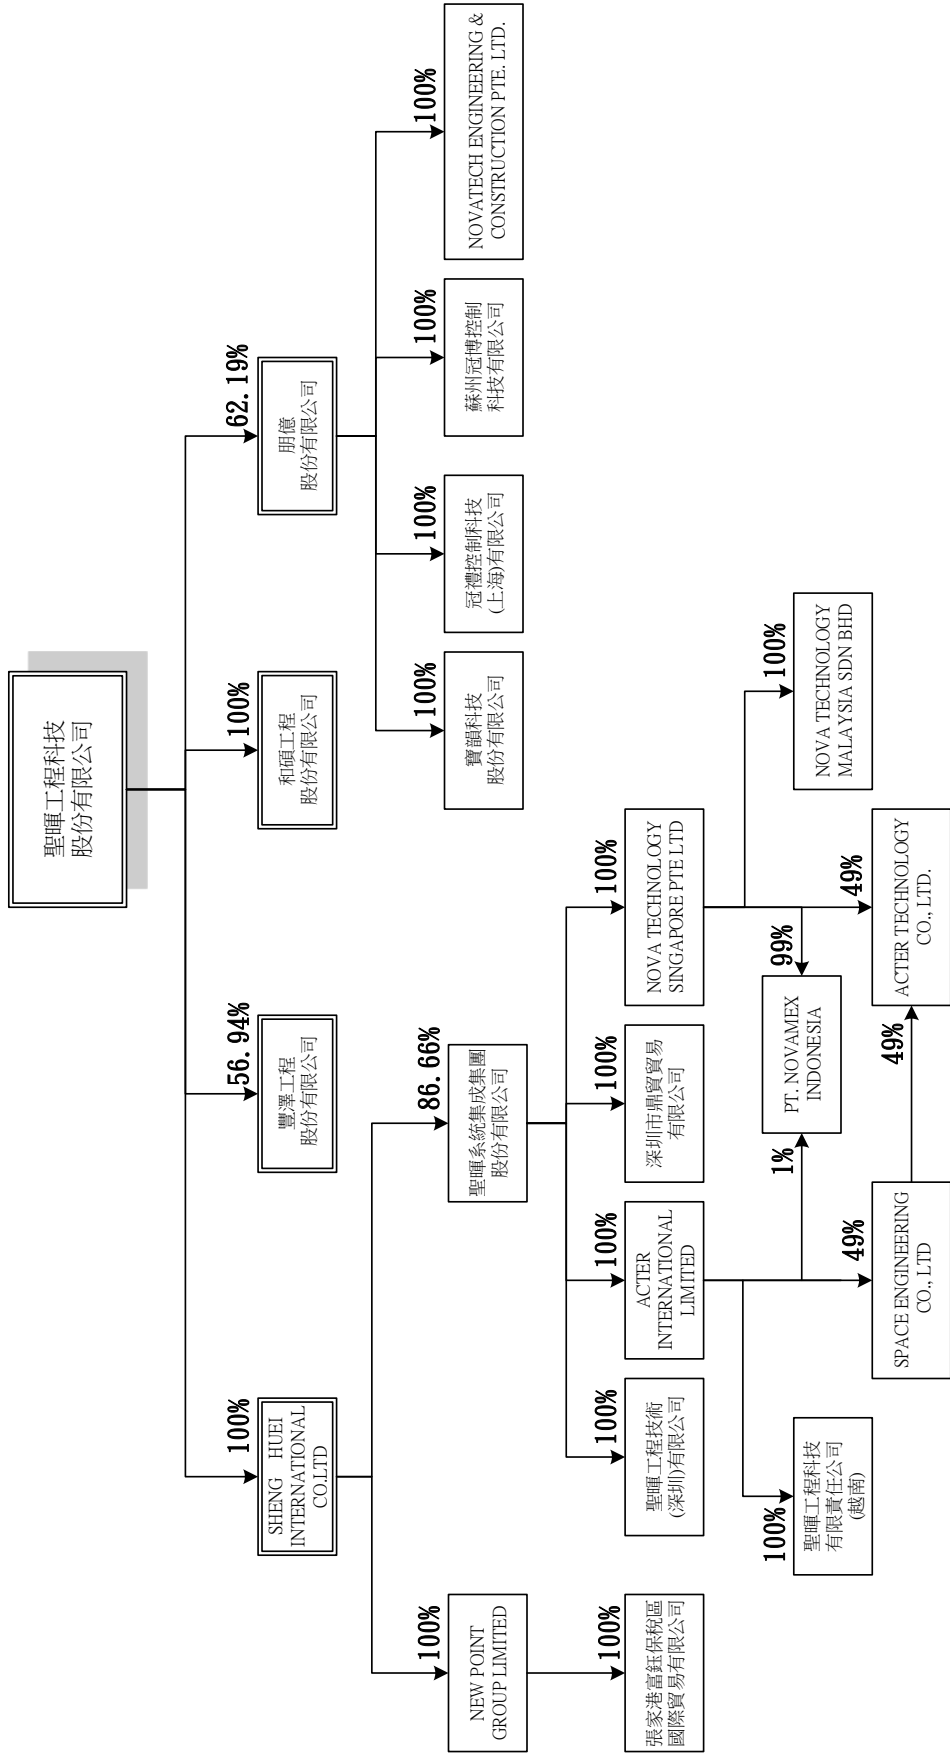 聖暉工程科技
股份有限公司
100%
SHENG HUEI
INTERNATIONAL
CO.LTD
56.94%
豐澤工程
股份有限公司
100%
和碩工程
股份有限公司
62.19%
朋億
股份有限公司
100%
NEW POINT
GROUP LIMITED
86.66%
聖暉系統集成集團
股份有限公司
100%
寶韻科技
股份有限公司
100%
冠禮控制科技
(上海)有限公司
100%
蘇州冠博控制
科技有限公司
100%
NOVATECH ENGINEERING &
CONSTRUCTION PTE. LTD.
100%
張家港富鈺保稅區
國際貿易有限公司
100%
聖暉工程技術
(深圳)有限公司
100%
ACTER
INTERNATIONAL
LIMITED
100%
深圳市鼎貿貿易
有限公司
100%
NOVA TECHNOLOGY
SINGAPORE PTE LTD
100%
聖暉工程科技
有限責任公司
(越南)
1%
99%
PT. NOVAMEX
INDONESIA
100%
NOVA TECHNOLOGY
MALAYSIA SDN BHD
49%
SPACE ENGINEERING
CO., LTD
49%
49%
ACTER TECHNOLOGY
CO., LTD.